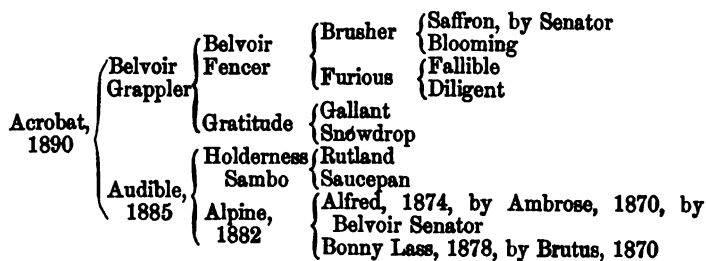 Acrobat,
1890
Belvoir
Grappler
Belvoir
Fencer
Brusher
Saffron, by Senator
Blooming
Furious
Fallible
Diligent
Gratitude
Gallant
Snowdrop
Audible,
1885
Holderness
Sambo
Rutland
Saucepan
Alpine,
1882
Alfred, 1874, by Ambrose, 1870, by
Belvoir Senator
Bonny Lass, 1878, by Brutus, 1870